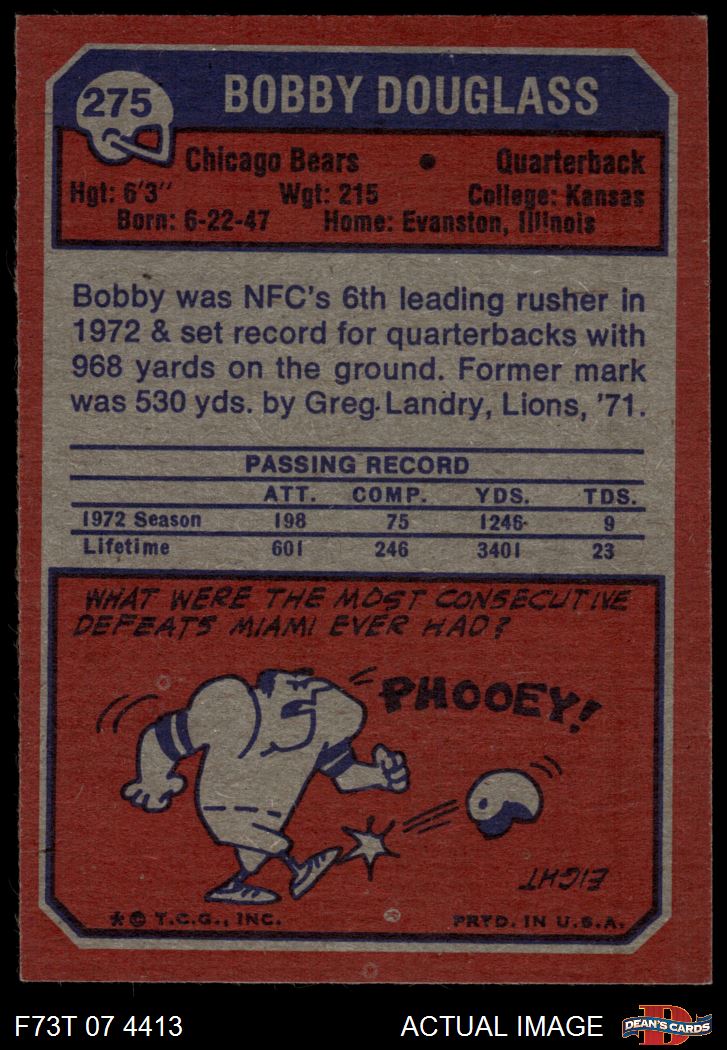 275
BOBBY DOUGLASS
Chicago Bears • Quarterback
Hgt: 6'3" Wgt: 215 College: Kansas
Born: 6-22-47 Home: Evanston, Illinois
Bobby was NFC's 6th leading rusher in
1972 & set record for quarterbacks with
968 yards on the ground. Former mark
was 530 yds. by Greg Landry, Lions, '71.
PASSING RECORD
ATT. COMP. YDS. TDS.
1972 Season 198 75 1246 9
Lifetime 601 246 3401 23
WHAT WERE THE MOST CONSECUTIVE
DEFEATS MIAMI EVER HAD?
PHOOEY!
EIGHT
* © T.C.G., INC. PRTD. IN U.S.A.
F73T 07 4413 ACTUAL IMAGE
D
DEAN'S CARDS